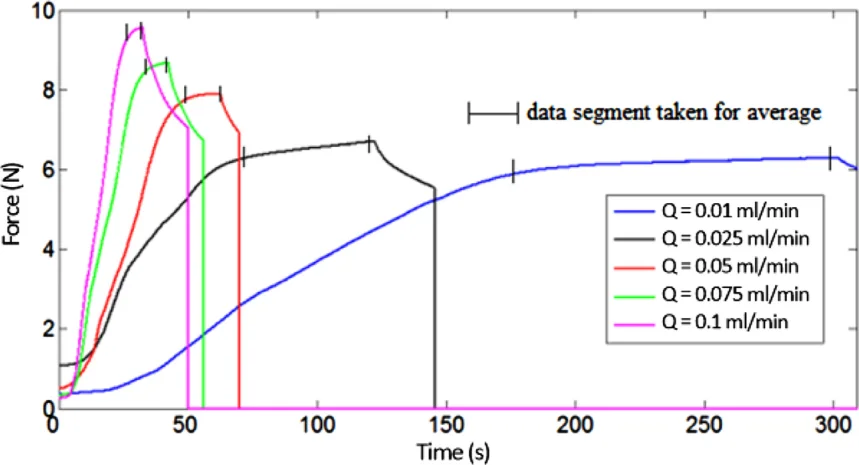 10
8
6
4
2
0
Force (N)
data segment taken for average
Q = 0.01 ml/min
Q = 0.025 ml/min
Q = 0.05 ml/min
Q = 0.075 ml/min
Q = 0.1 ml/min
0 50 100 150 200 250 300
Time (s)